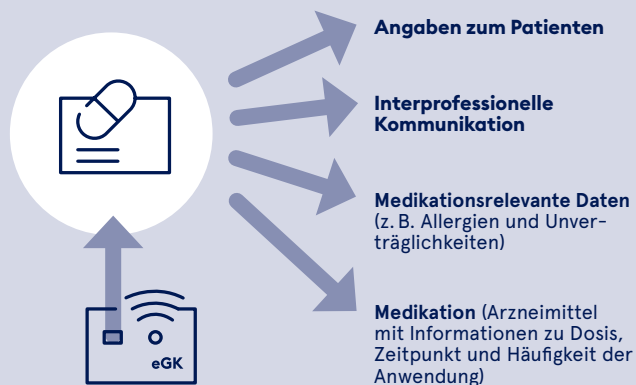 Angaben zum Patienten
Interprofessionelle
Kommunikation
Medikationsrelevante Daten
(z. B. Allergien und Unver-
träglichkeiten)
Medikation (Arzneimittel
mit Informationen zu Dosis,
Zeitpunkt und Häufigkeit der
Anwendung)
eGK